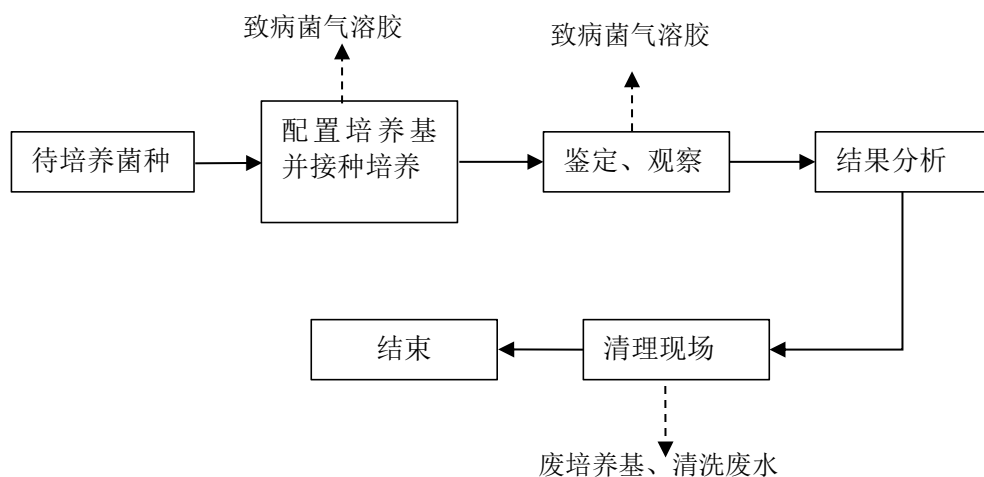 致病菌气溶胶
致病菌气溶胶
待培养菌种
配置培养基
并接种培养
鉴定、观察
结果分析
结束
清理现场
废培养基、清洗废水